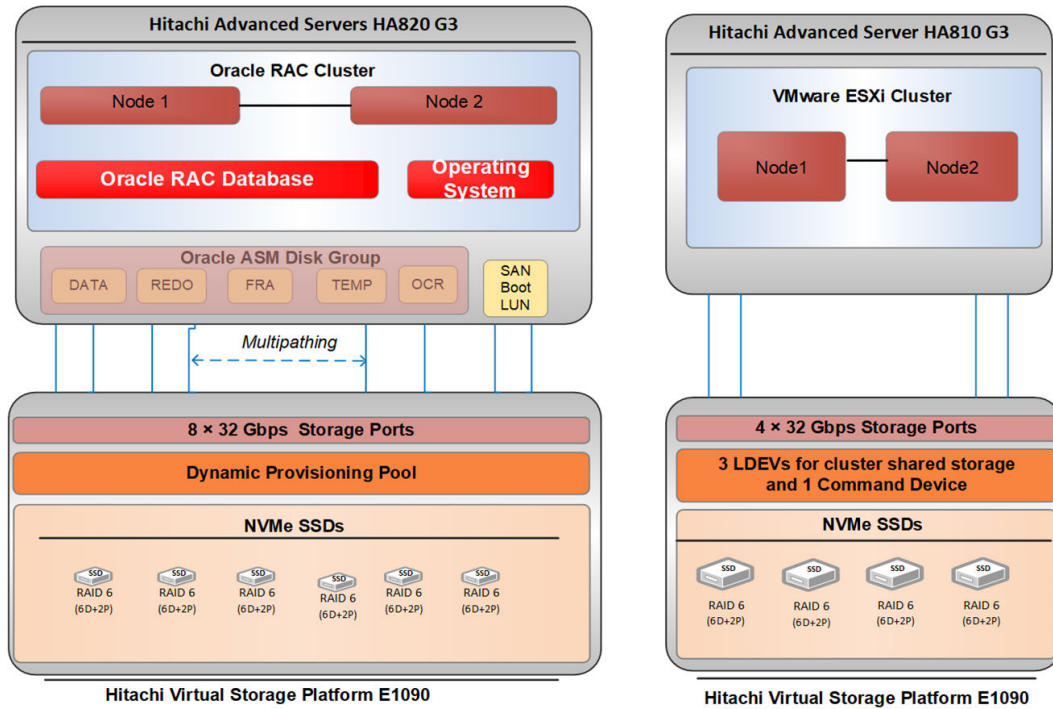 Hitachi Advanced Servers HA820 G3
Oracle RAC Cluster
Node 1
Node 2
Oracle RAC Database
Operating
System
Oracle ASM Disk Group
DATA
REDO
FRA
TEMP
OCR
SAN
Boot
LUN
Multipathing
8 × 32 Gbps Storage Ports
Dynamic Provisioning Pool
NVMe SSDs
SSD
RAID 6
(6D+2P)
SSD
RAID 6
(6D+2P)
SSD
RAID 6
(6D+2P)
SSD
RAID 6
(6D+2P)
SSD
RAID 6
(6D+2P)
SSD
RAID 6
(6D+2P)
Hitachi Virtual Storage Platform E1090
Hitachi Advanced Server HA810 G3
VMware ESXi Cluster
Node1
Node2
4 × 32 Gbps Storage Ports
3 LDEVs for cluster shared storage
and 1 Command Device
NVMe SSDs
SSD
RAID 6
(6D+2P)
SSD
RAID 6
(6D+2P)
SSD
RAID 6
(6D+2P)
SSD
RAID 6
(6D+2P)
Hitachi Virtual Storage Platform E1090